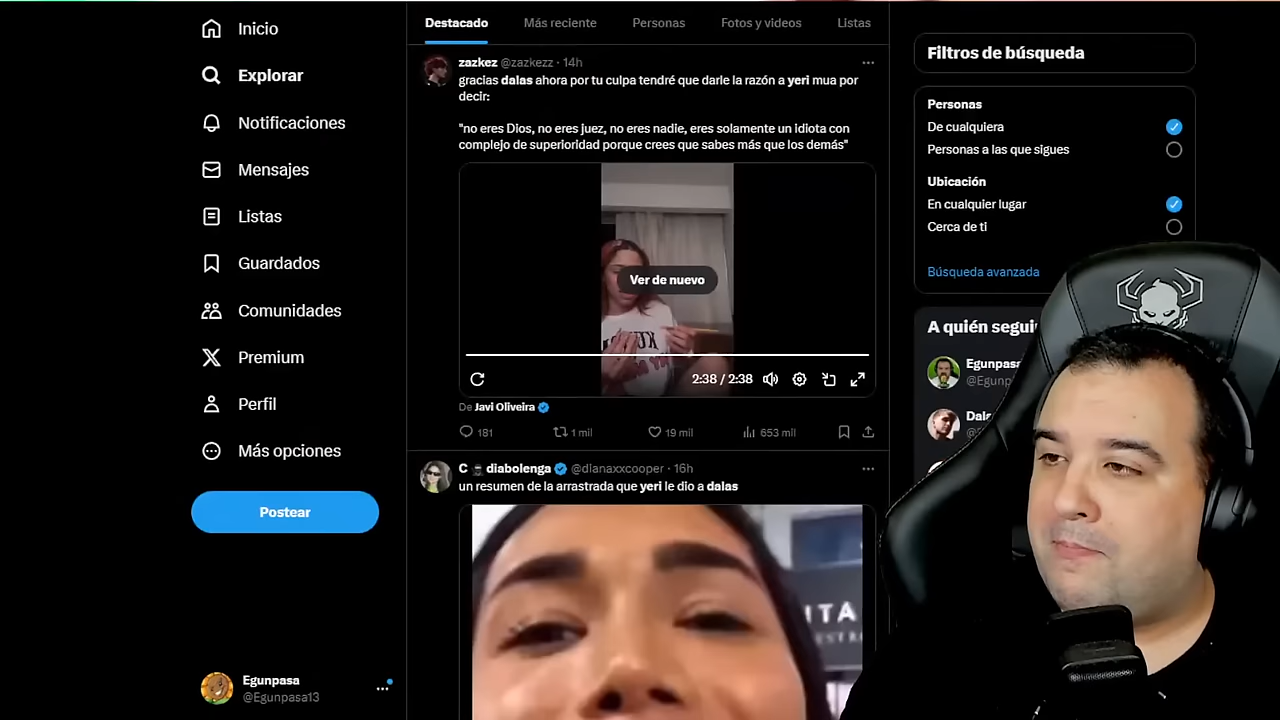 Inicio
Explorar
Notificaciones
Mensajes
Listas
Guardados
Comunidades
Premium
Perfil
Más opciones
Postear
Egunpasa
@Egunpasa13
Destacado
Más reciente
Personas
Fotos y videos
Listas
zazkez @zazkezz · 14h
gracias dalas ahora por tu culpa tendré que darle la razón a yeri mua por
decir:
"no eres Dios, no eres juez, no eres nadie, eres solamente un idiota con
complejo de superioridad porque crees que sabes más que los demás"
Ver de nuevo
2:38 / 2:38
De Javi Oliveira
181
1 mil
19 mil
653 mil
C diabolenga @dianaxxcooper · 16h
un resumen de la arrastrada que yeri le dio a dalas
Filtros de búsqueda
Personas
De cualquiera
Personas a las que sigues
Ubicación
En cualquier lugar
Cerca de ti
Búsqueda avanzada
A quién segui
Egunpasa
@Egunp
Dala